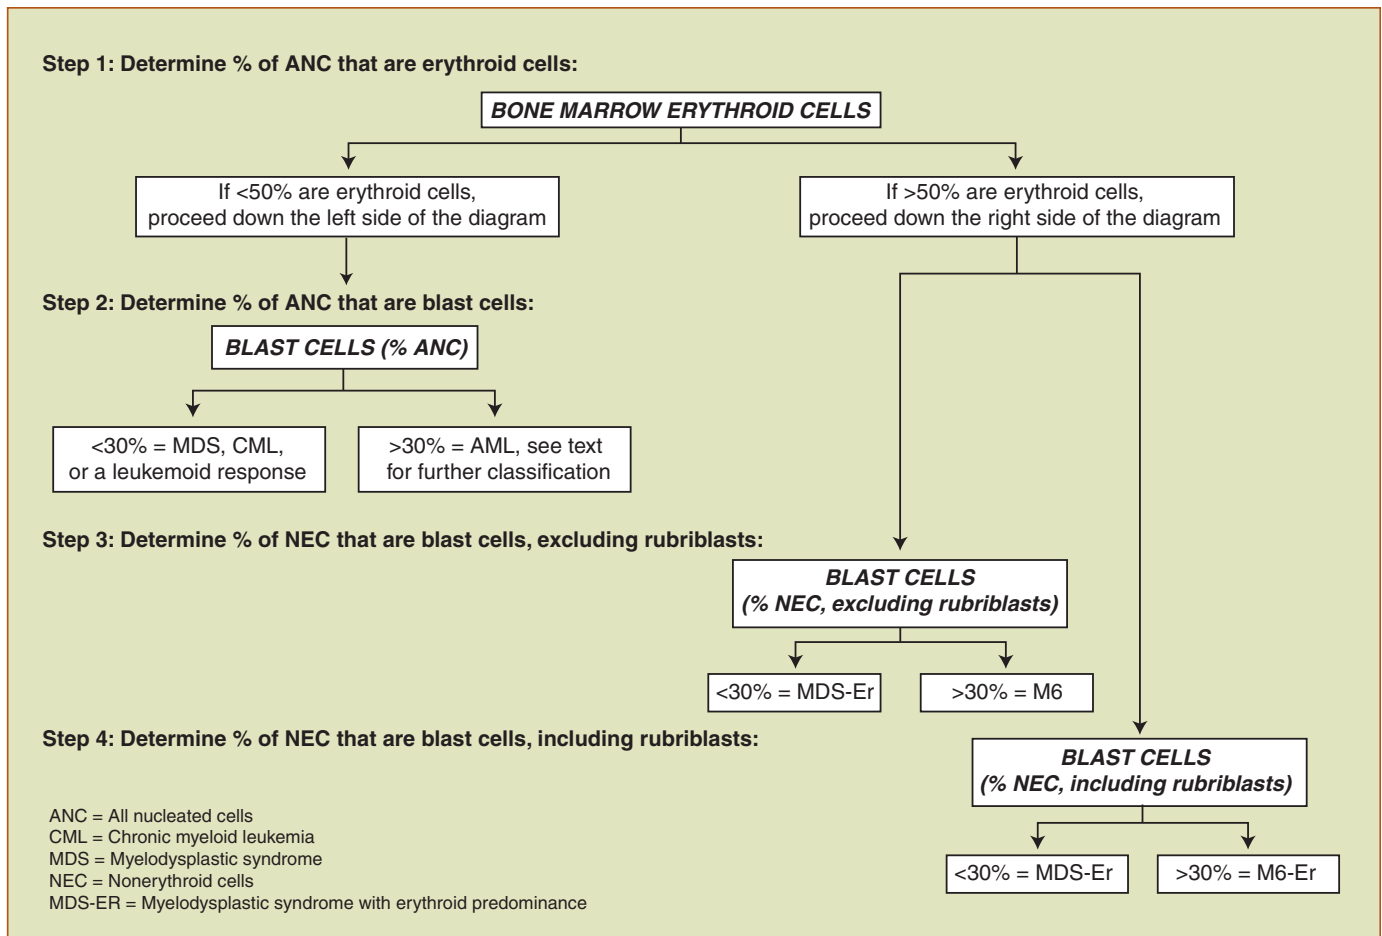 Step 1: Determine % of ANC that are erythroid cells:
BONE MARROW ERYTHROID CELLS
If <50% are erythroid cells,
proceed down the left side of the diagram
If >50% are erythroid cells,
proceed down the right side of the diagram
Step 2: Determine % of ANC that are blast cells:
BLAST CELLS (% ANC)
<30% = MDS, CML,
or a leukemoid response
>30% = AML, see text
for further classification
Step 3: Determine % of NEC that are blast cells, excluding rubriblasts:
BLAST CELLS
(% NEC, excluding rubriblasts)
<30% = MDS-Er
>30% = M6
Step 4: Determine % of NEC that are blast cells, including rubriblasts:
BLAST CELLS
(% NEC, including rubriblasts)
<30% = MDS-Er
>30% = M6-Er
ANC = All nucleated cells
CML = Chronic myeloid leukemia
MDS = Myelodysplastic syndrome
NEC = Nonerythroid cells
MDS-ER = Myelodysplastic syndrome with erythroid predominance